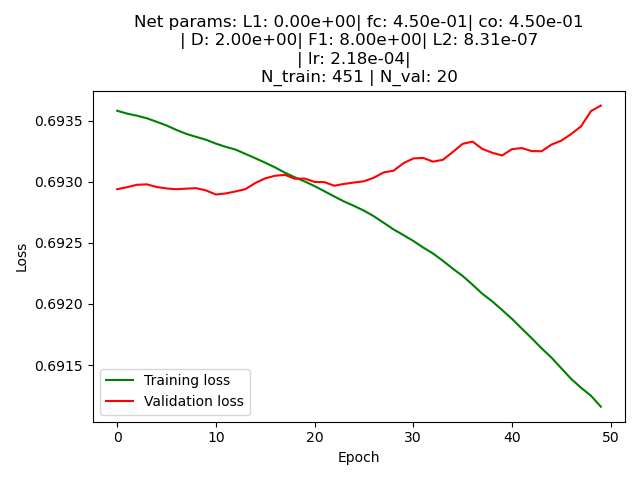 Net params: L1: 0.00e+00| fc: 4.50e-01| co: 4.50e-01
| D: 2.00e+00| F1: 8.00e+00| L2: 8.31e-07
| lr: 2.18e-04|
N_train: 451 | N_val: 20
0.6935
0.6930
0.6925
0.6920
0.6915
Loss
Training loss
Validation loss
0 10 20 30 40 50
Epoch